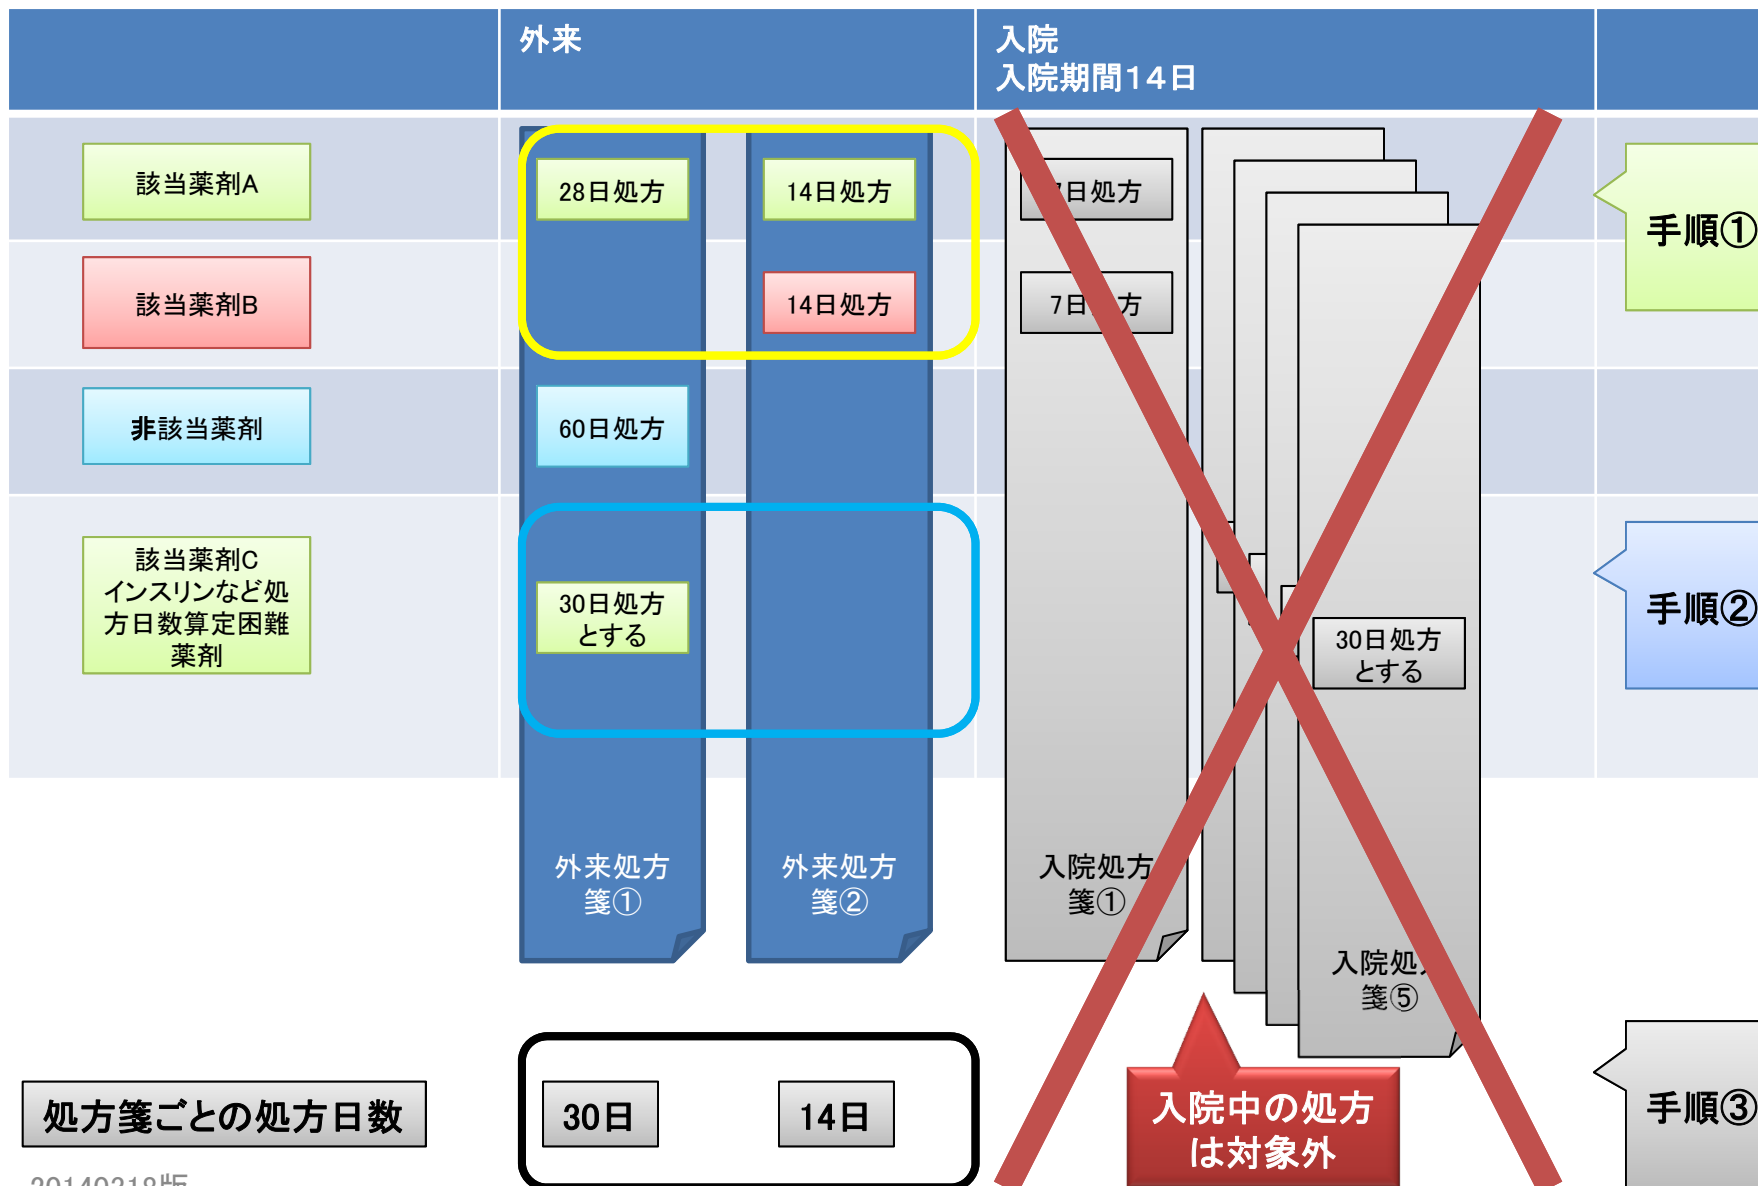 外来
入院
入院期間14日
該当薬剤A
28日処方
14日処方
日処方
手順①
該当薬剤B
14日処方
7日 方
非該当薬剤
60日処方
該当薬剤C
インスリンなど処
方日数算定困難
薬剤
30日処方
とする
30日処方
とする
手順②
外来処方
箋①
外来処方
箋②
入院処方
箋①
入院処
箋⑤
処方箋ごとの処方日数
30日
14日
入院中の処方
は対象外
手順③